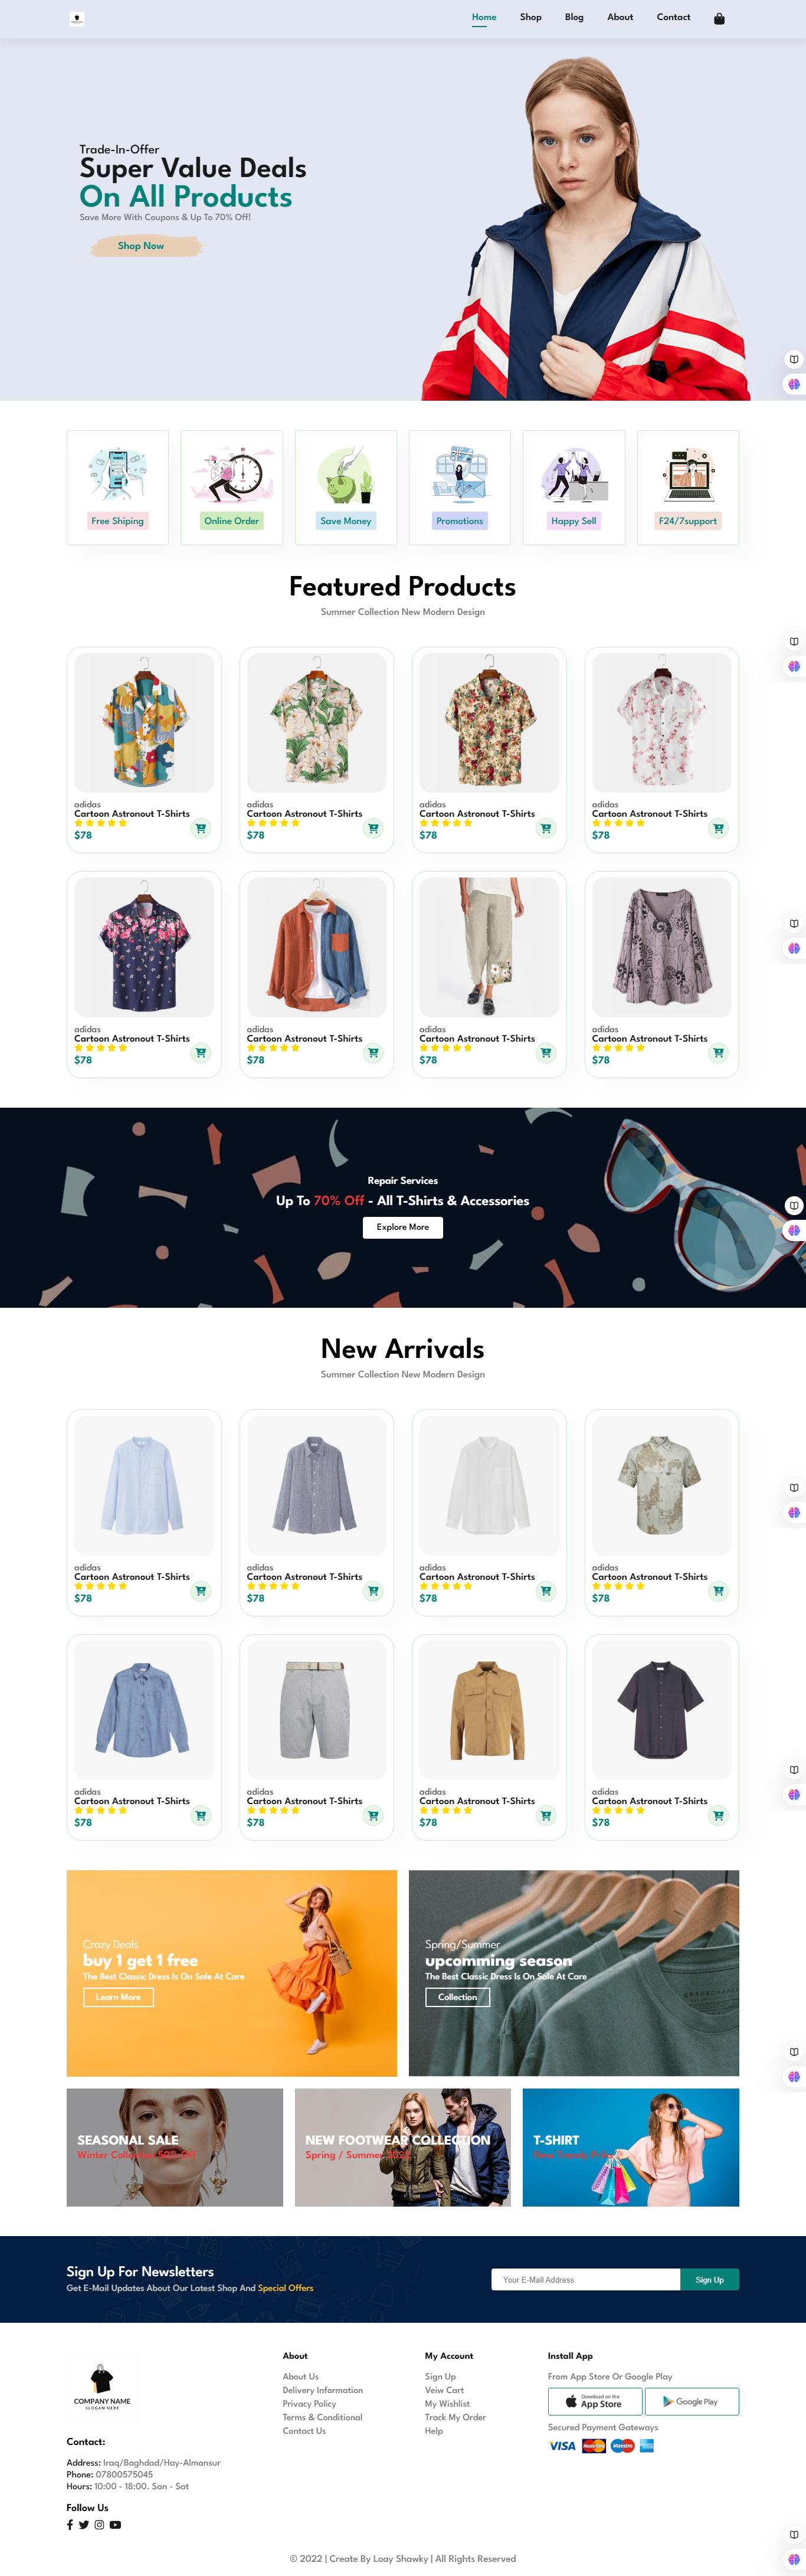 Home Shop Blog About Contact
Trade-In-Offer
Super Value Deals
On All Products
Save More With Coupons & Up To 70% Off!
Shop Now
Free Shiping
Online Order
Save Money
Promotions
Happy Sell
F24/7support
Featured Products
Summer Collection New Modern Design
adidas
Cartoon Astronout T-Shirts
$78
adidas
Cartoon Astronout T-Shirts
$78
adidas
Cartoon Astronout T-Shirts
$78
adidas
Cartoon Astronout T-Shirts
$78
adidas
Cartoon Astronout T-Shirts
$78
adidas
Cartoon Astronout T-Shirts
$78
adidas
Cartoon Astronout T-Shirts
$78
adidas
Cartoon Astronout T-Shirts
$78
Repair Services
Up To 70% Off - All T-Shirts & Accessories
Explore More
New Arrivals
Summer Collection New Modern Design
adidas
Cartoon Astronout T-Shirts
$78
adidas
Cartoon Astronout T-Shirts
$78
adidas
Cartoon Astronout T-Shirts
$78
adidas
Cartoon Astronout T-Shirts
$78
adidas
Cartoon Astronout T-Shirts
$78
adidas
Cartoon Astronout T-Shirts
$78
adidas
Cartoon Astronout T-Shirts
$78
adidas
Cartoon Astronout T-Shirts
$78
Crazy Deals
buy 1 get 1 free
The Best Classic Dress Is On Sale At Care
Learn More
Spring/Summer
upcomming season
The Best Classic Dress Is On Sale At Care
Collection
SEASONAL SALE
Winter Collection 50% Off
NEW FOOTWEAR COLLECTION
Spring / Summer
T-SHIRT
New Trendy
Sign Up For Newsletters
Get E-Mail Updates About Our Latest Shop And Special Offers
Your E-Mail Address
Sign Up
COMPANY NAME
SLOGAN HERE
Contact:
Address: Iraq/Baghdad/Hay-Almansur
Phone: 07800575045
Hours: 10:00 - 18:00. San - Sat
Follow Us
About
About Us
Delivery Information
Privacy Policy
Terms & Conditional
Contact Us
My Account
Sign Up
Veiw Cart
My Wishlist
Track My Order
Help
Install App
From App Store Or Google Play
Download on the
App Store
Google Play
Secured Payment Gateways
VISA MasterCard Maestro
© 2022 | Create By Loay Shawky | All Rights Reserved